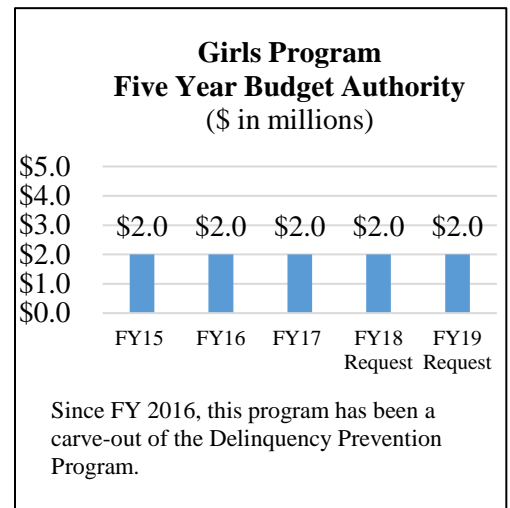 Girls Program
Five Year Budget Authority
($ in millions)
$5.0
$4.0
$3.0
$2.0
$1.0
$0.0
$2.0 $2.0 $2.0 $2.0 $2.0
FY15 FY16 FY17 FY18 FY19
Request Request
Since FY 2016, this program has been a
carve-out of the Delinquency Prevention
Program.